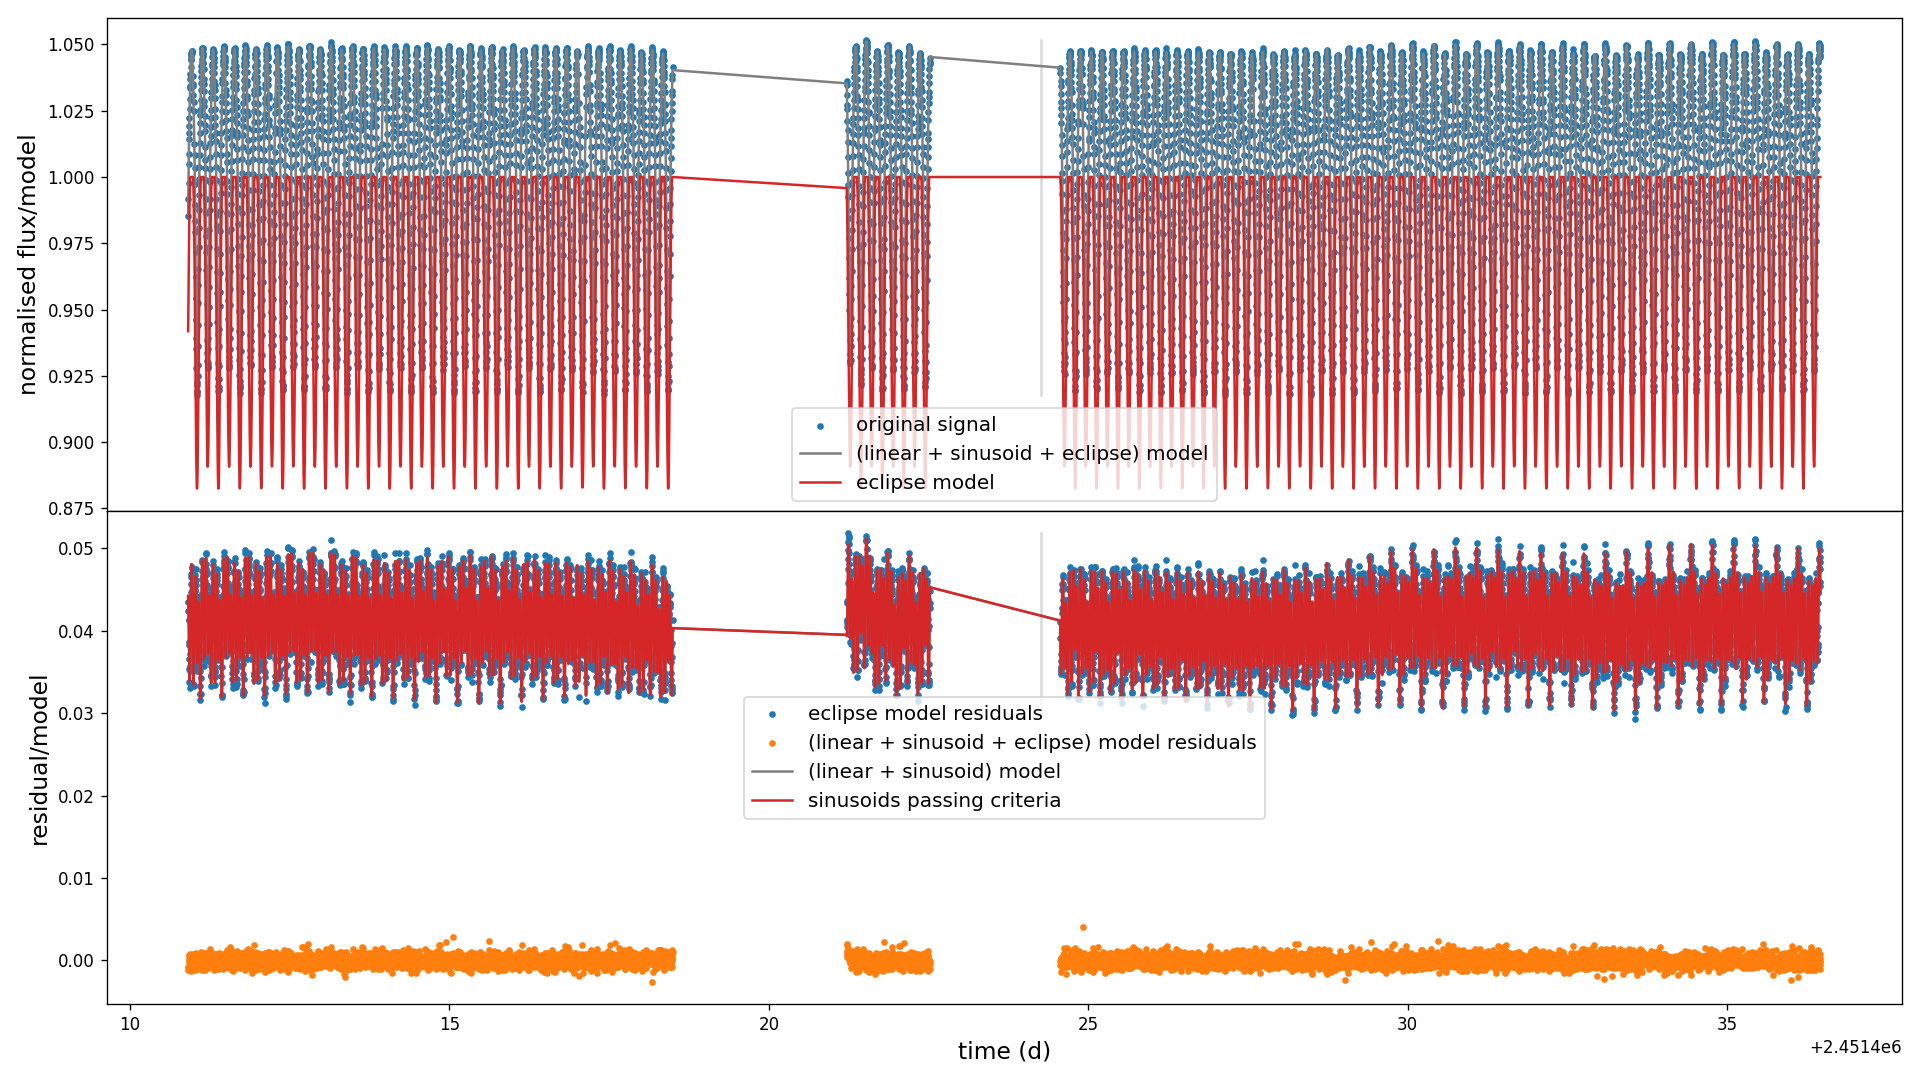 normalised flux/model
1.050
1.025
1.000
0.975
0.950
0.925
0.900
0.875
original signal
(linear + sinusoid + eclipse) model
eclipse model
residual/model
0.05
0.04
0.03
0.02
0.01
0.00
eclipse model residuals
(linear + sinusoid + eclipse) model residuals
(linear + sinusoid) model
sinusoids passing criteria
10 15 20 25 30 35
time (d)
+2.4514e6